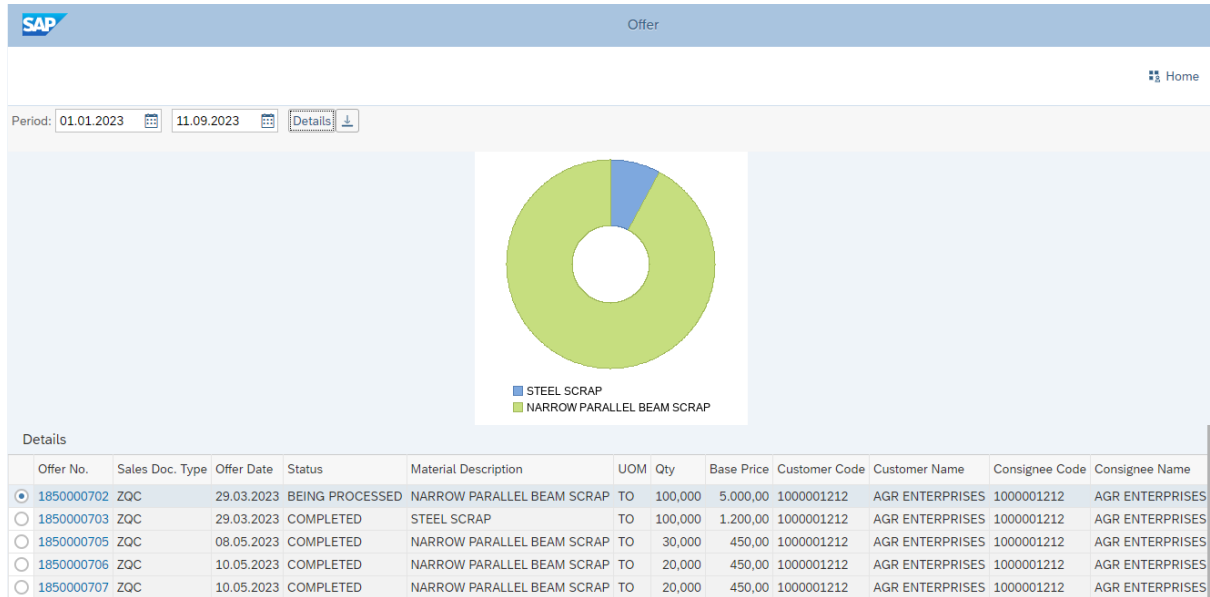 SAP
Offer
Home
Period: 01.01.2023 11.09.2023 Details
STEEL SCRAP
NARROW PARALLEL BEAM SCRAP
Details
Offer No. Sales Doc. Type Offer Date Status Material Description UOM Qty Base Price Customer Code Customer Name Consignee Code Consignee Name
1850000702 ZQC 29.03.2023 BEING PROCESSED NARROW PARALLEL BEAM SCRAP TO 100,000 5.000,00 1000001212 AGR ENTERPRISES 1000001212 AGR ENTERPRISES
1850000703 ZQC 29.03.2023 COMPLETED STEEL SCRAP TO 100,000 1.200,00 1000001212 AGR ENTERPRISES 1000001212 AGR ENTERPRISES
1850000705 ZQC 08.05.2023 COMPLETED NARROW PARALLEL BEAM SCRAP TO 30,000 450,00 1000001212 AGR ENTERPRISES 1000001212 AGR ENTERPRISES
1850000706 ZQC 10.05.2023 COMPLETED NARROW PARALLEL BEAM SCRAP TO 20,000 450,00 1000001212 AGR ENTERPRISES 1000001212 AGR ENTERPRISES
1850000707 ZQC 10.05.2023 COMPLETED NARROW PARALLEL BEAM SCRAP TO 20,000 450,00 1000001212 AGR ENTERPRISES 1000001212 AGR ENTERPRISES